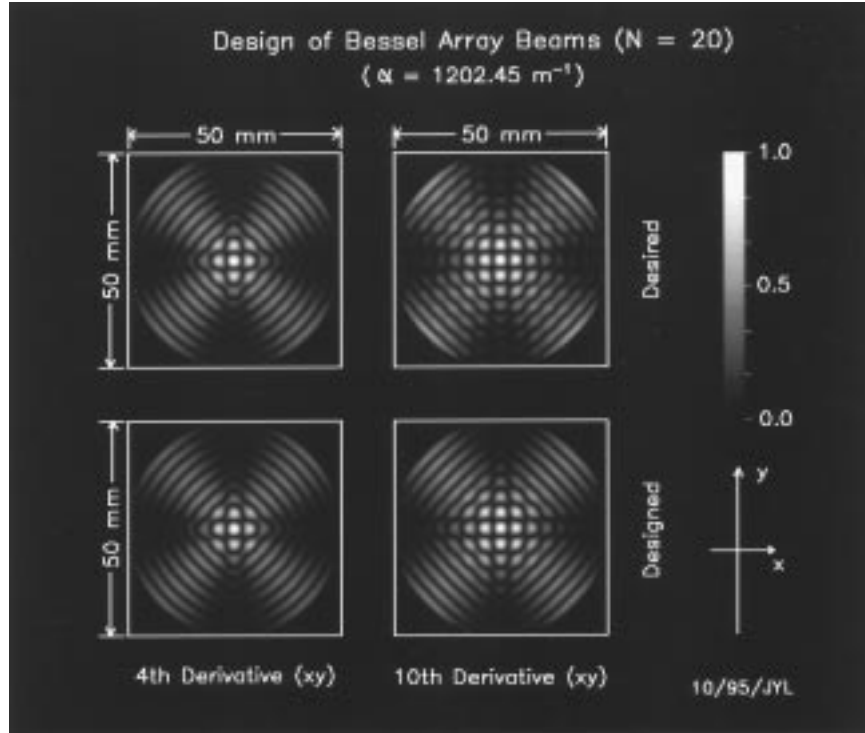 Design of Bessel Array Beams (N = 20)
( α = 1202.45 m⁻¹)
50 mm
50 mm
1.0
50 mm
Desired
0.5
0.0
50 mm
Designed
y
x
4th Derivative (xy)
10th Derivative (xy)
10/95/JYL